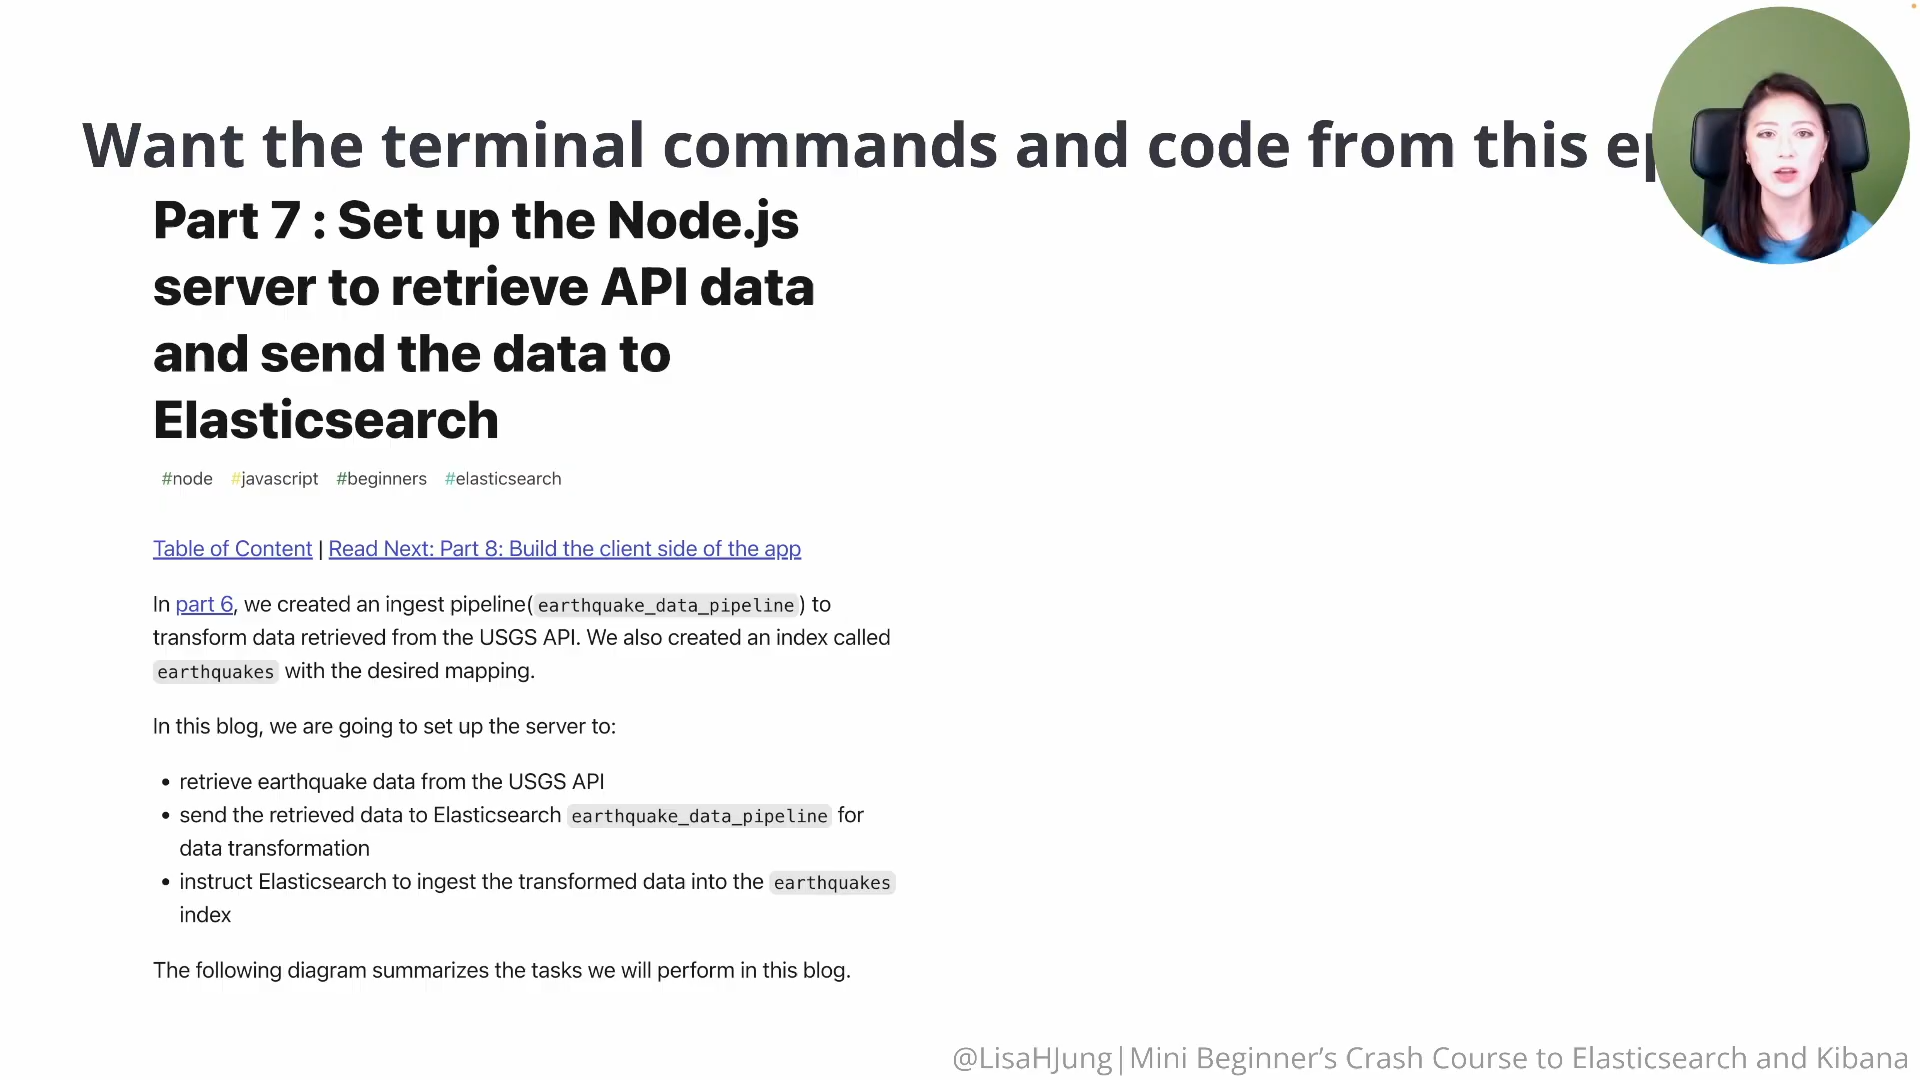 Want the terminal commands and code from this ep
Part 7 : Set up the Node.js
server to retrieve API data
and send the data to
Elasticsearch
#node #javascript #beginners #elasticsearch
Table of Content | Read Next: Part 8: Build the client side of the app
In part 6, we created an ingest pipeline(earthquake_data_pipeline) to
transform data retrieved from the USGS API. We also created an index called
earthquakes with the desired mapping.
In this blog, we are going to set up the server to:
• retrieve earthquake data from the USGS API
• send the retrieved data to Elasticsearch earthquake_data_pipeline for
data transformation
• instruct Elasticsearch to ingest the transformed data into the earthquakes
index
The following diagram summarizes the tasks we will perform in this blog.
@LisaHJung|Mini Beginner’s Crash Course to Elasticsearch and Kibana